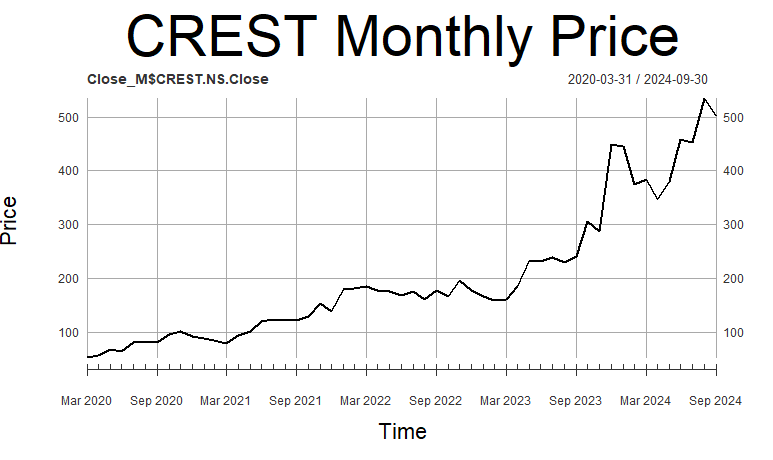 CREST Monthly Price
Close_M$CREST.NS.Close 2020-03-31 / 2024-09-30
500 500
400 400
300 300
200 200
100 100
Price
Mar 2020 Sep 2020 Mar 2021 Sep 2021 Mar 2022 Sep 2022 Mar 2023 Sep 2023 Mar 2024 Sep 2024
Time